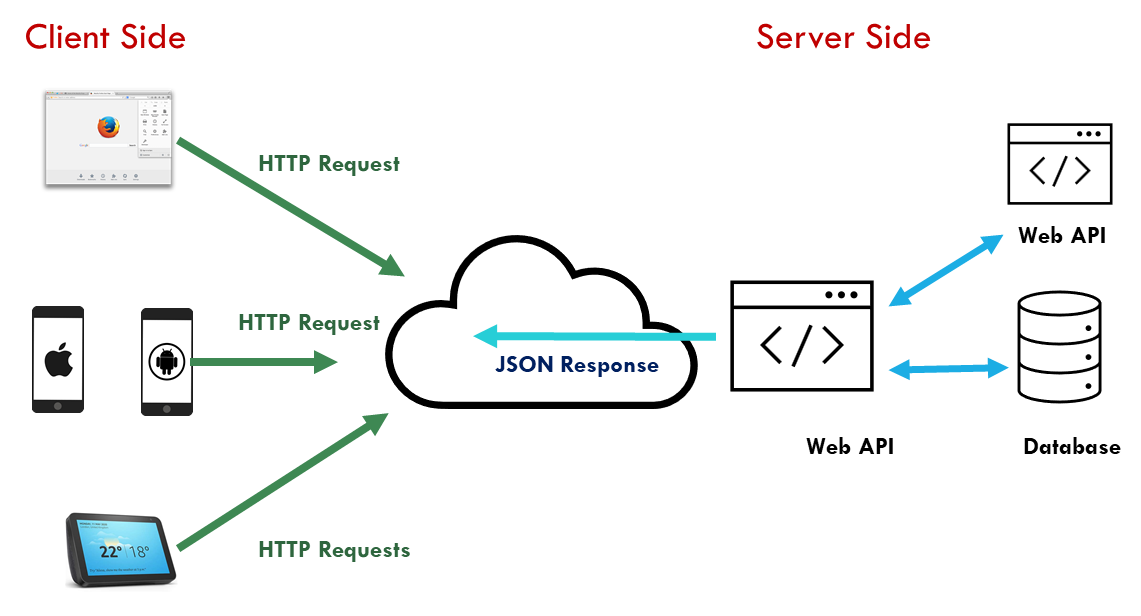 Client Side
Server Side
HTTP Request
Web API
HTTP Request
JSON Response
Web API
Database
22° 18°
HTTP Requests